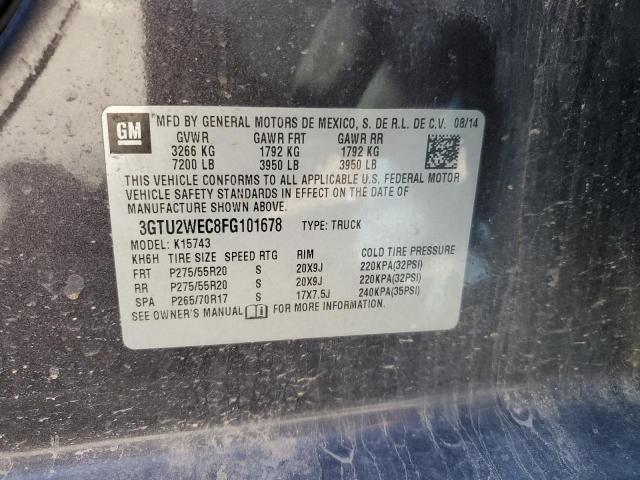 GM
MFD BY GENERAL MOTORS DE MEXICO, S. DE R.L. DE C.V. 08/14
GVWR GAWR FRT GAWR RR
3266 KG 1792 KG 1792 KG
7200 LB 3950 LB 3950 LB
THIS VEHICLE CONFORMS TO ALL APPLICABLE U.S. FEDERAL MOTOR
VEHICLE SAFETY STANDARDS IN EFFECT ON THE DATE OF
MANUFACTURE SHOWN ABOVE.
3GTU2WEC8FG101678 TYPE: TRUCK
MODEL: K15743
KH6H TIRE SIZE SPEED RTG RIM COLD TIRE PRESSURE
FRT P275/55R20 S 20X9J 220KPA(32PSI)
RR P275/55R20 S 20X9J 220KPA(32PSI)
SPA P265/70R17 S 17X7.5J 240KPA(35PSI)
SEE OWNER'S MANUAL FOR MORE INFORMATION.